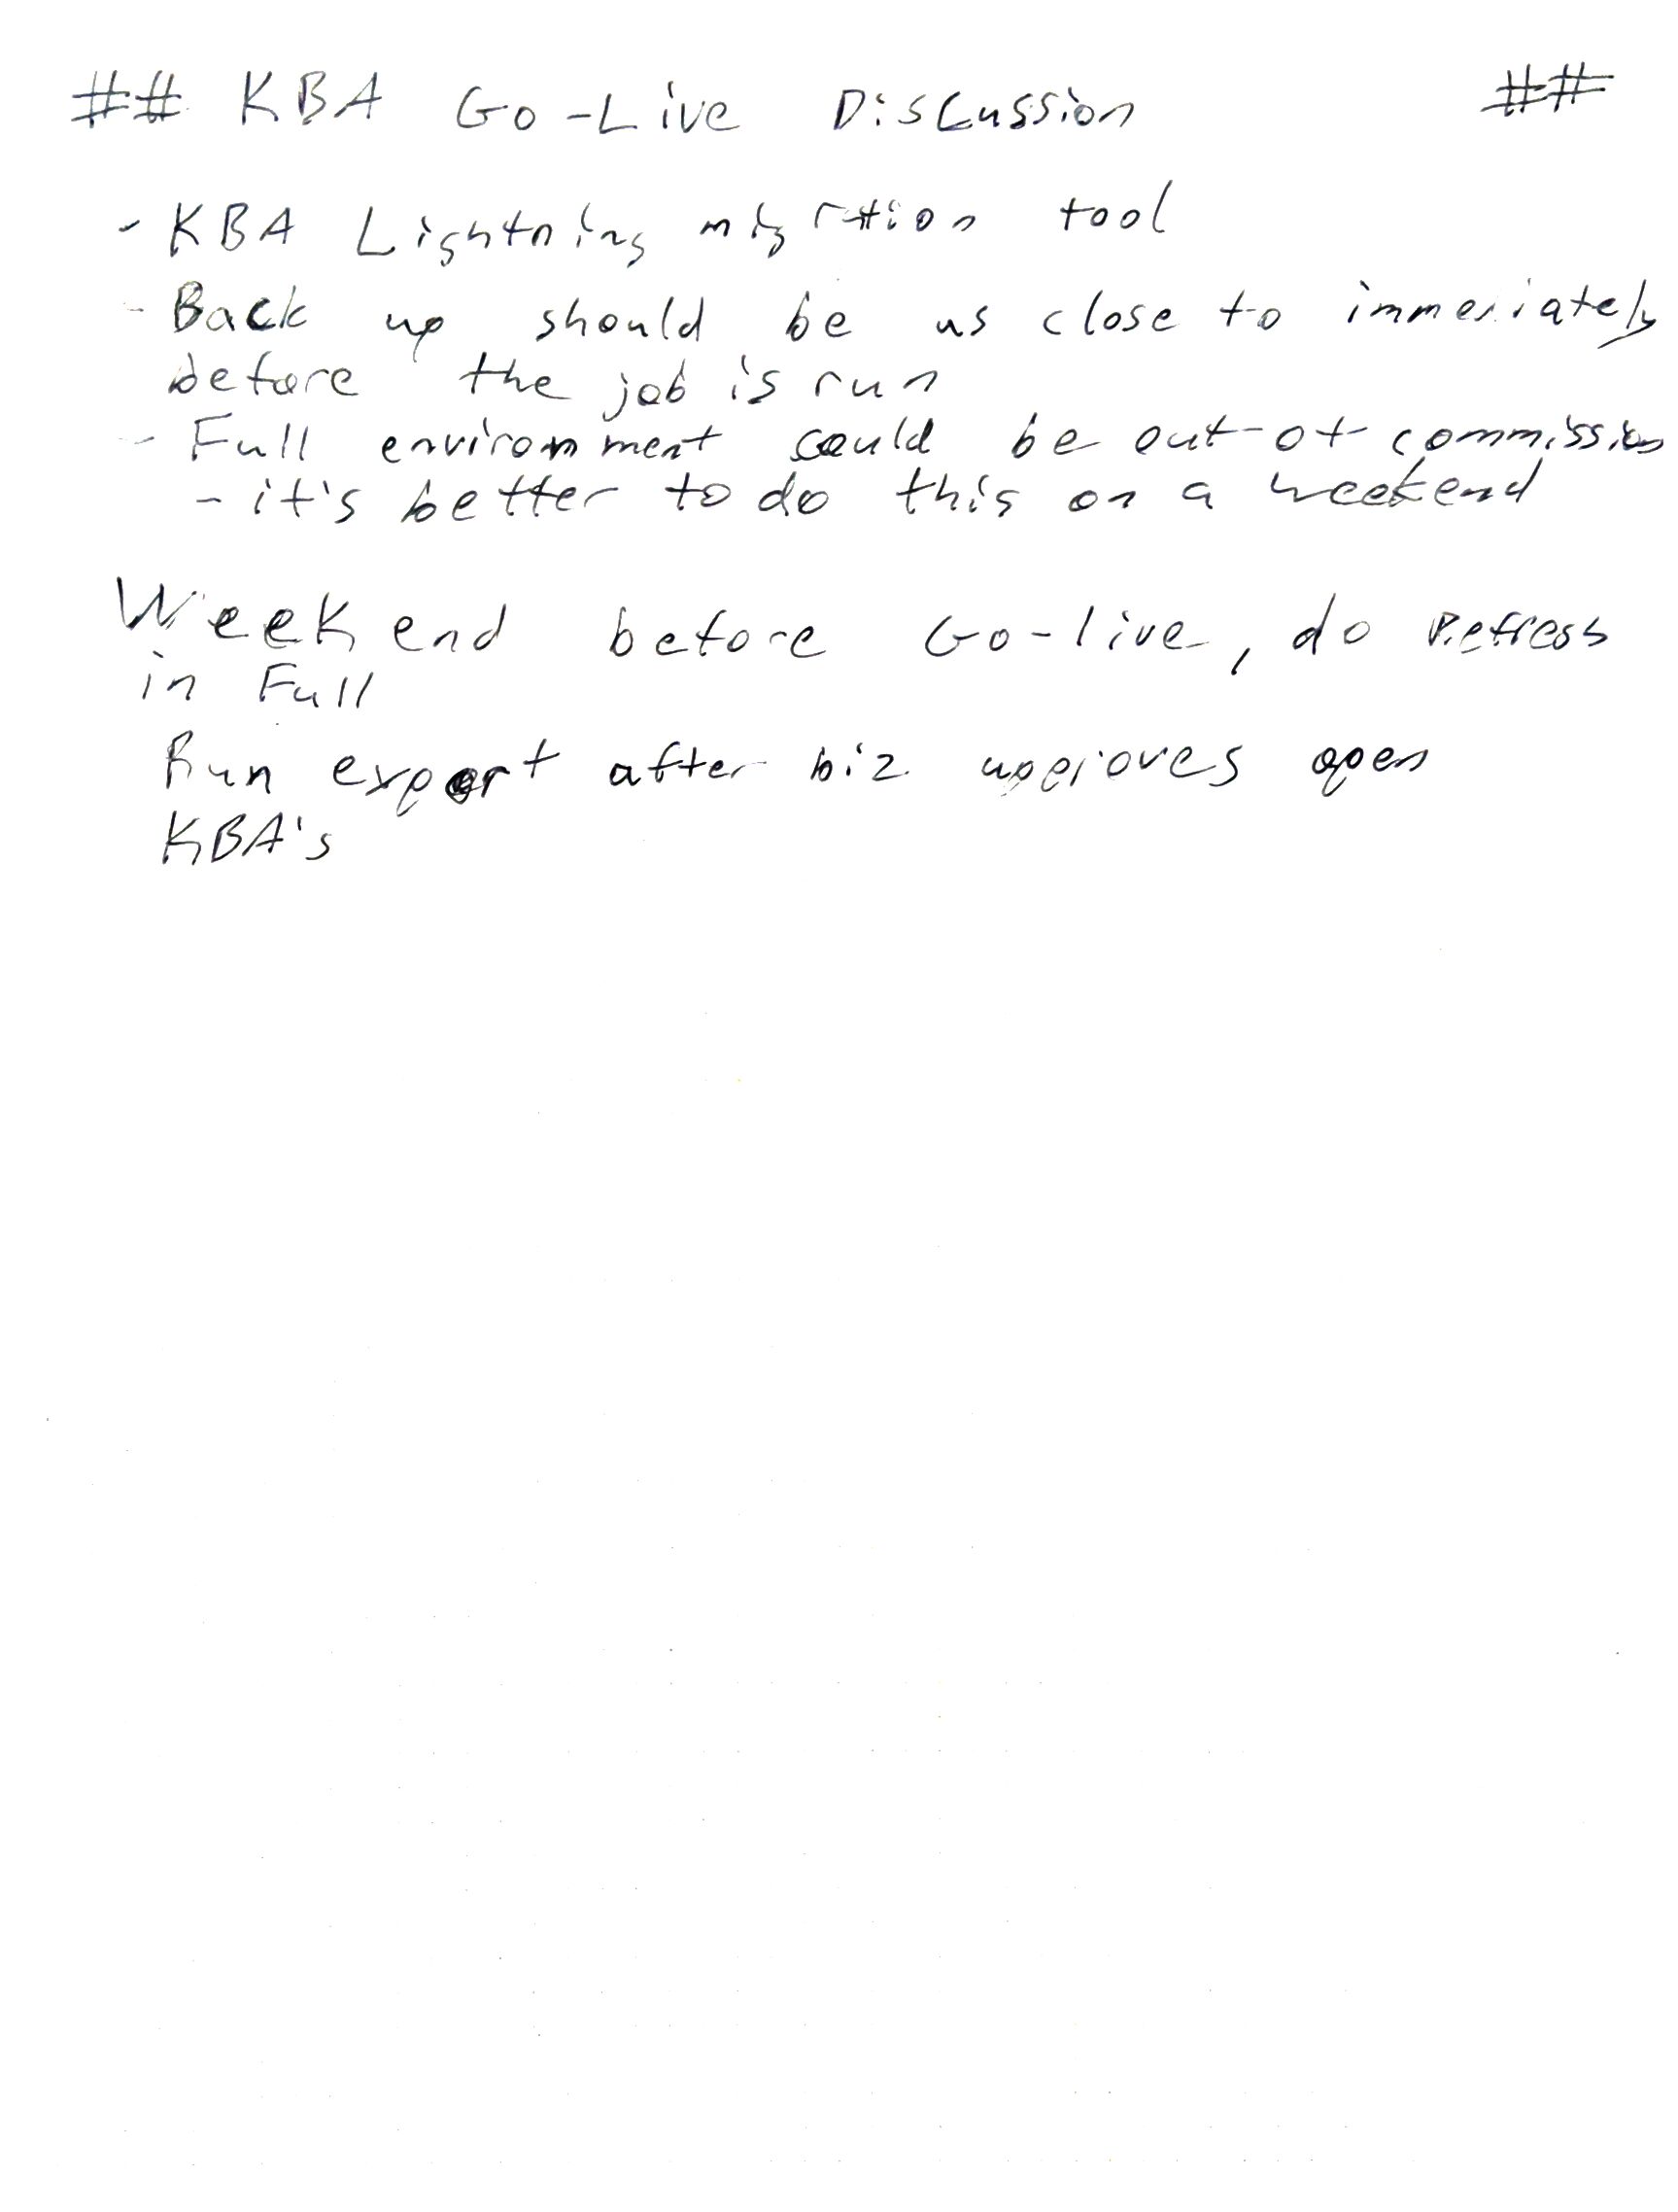 ## KBA Go-Live Discussion ##
- KBA Lightning migration tool
- Back up should be as close to immediately
before the job is run
- Full environment could be out-of-commission
- it's better to do this on a weekend
Weekend before Go-live, do Refresh
in Full
Run export after biz approves open
KBA's